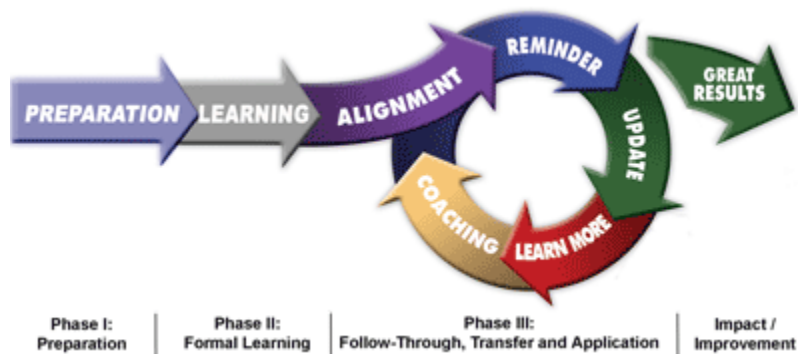 PREPARATION
LEARNING
ALIGNMENT
REMINDER
UPDATE
LEARN MORE
COACHING
GREAT
RESULTS
Phase I:
Preparation
Phase II:
Formal Learning
Phase III:
Follow-Through, Transfer and Application
Impact /
Improvement